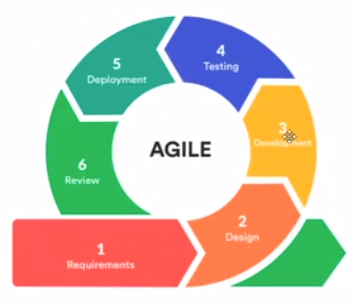 5
Deployment
4
Testing
3
Development
AGILE
6
Review
2
Design
1
Requirements